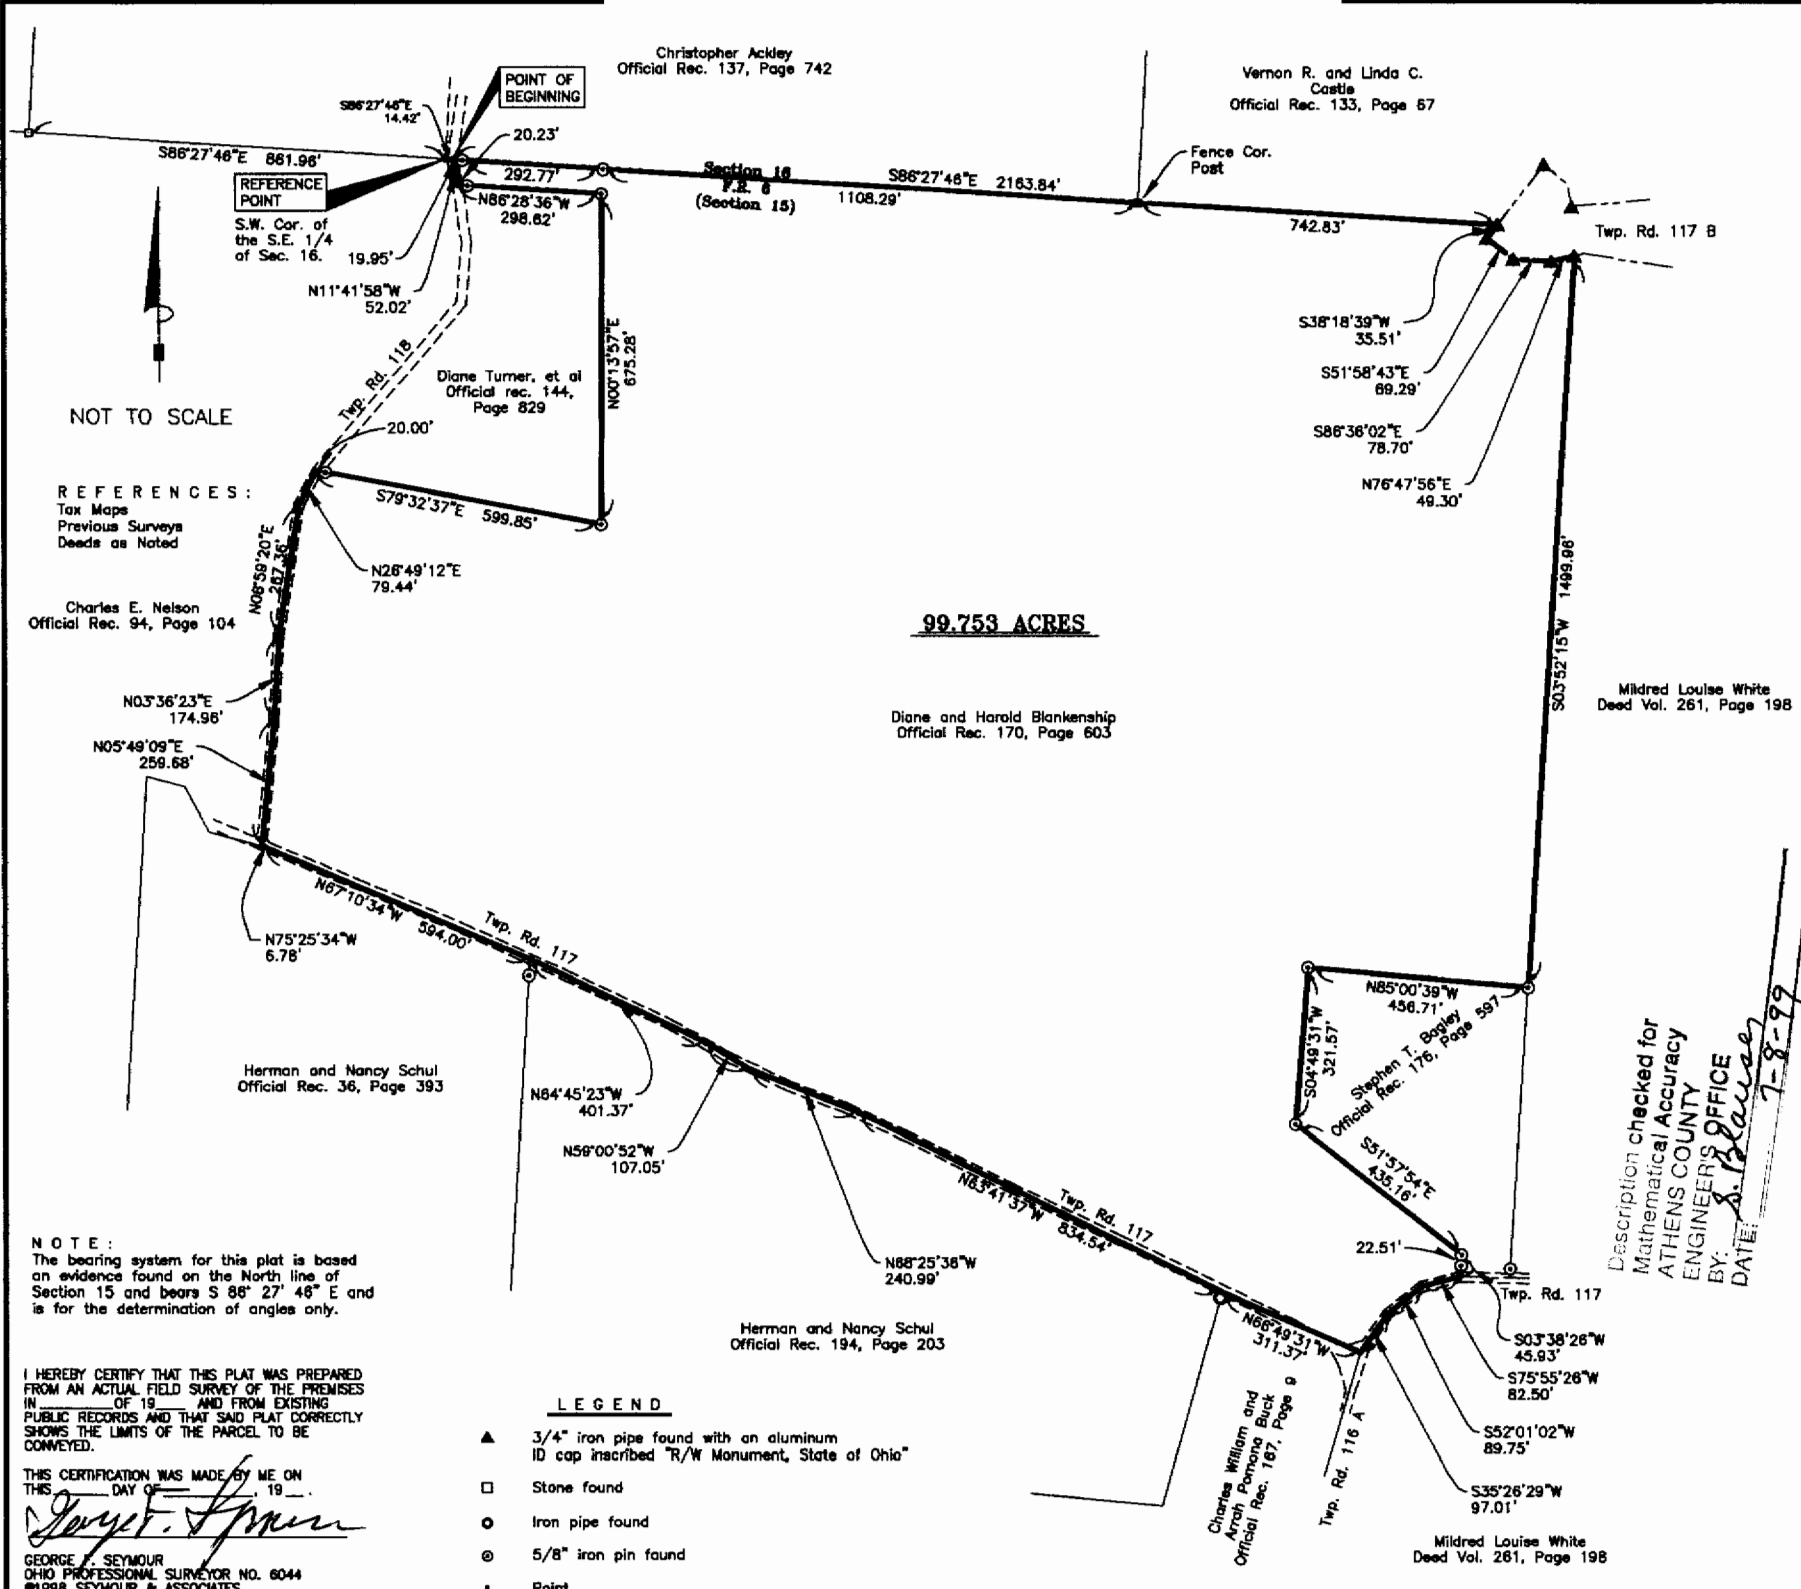 Christopher Ackley
Official Rec. 137, Page 742
Vernon R. and Linda C.
Castle
Official Rec. 133, Page 67
POINT OF
BEGINNING
S86°27'46"E
14.42'
20.23'
S86°27'46"E 861.96'
292.77'
Section 16
F.R. 6
(Section 15)
S86°27'46"E 2163.84'
1108.29'
Fence Cor.
Post
742.83'
Twp. Rd. 117 B
REFERENCE
POINT
S.W. Cor. of
the S.E. 1/4
of Sec. 16.
N86°28'36"W
298.62'
19.95'
N11°41'58"W
52.02'
NOT TO SCALE
Twp. Rd. 118
Diane Turner, et al
Official rec. 144,
Page 829
N00°13'57"E
675.28'
20.00'
S38°18'39"W
35.51'
S51°58'43"E
69.29'
S86°36'02"E
78.70'
N76°47'56"E
49.30'
REFERENCES:
Tax Maps
Previous Surveys
Deeds as Noted
S79°32'37"E 599.85'
N08°59'20"E
267.36'
N26°49'12"E
79.44'
Charles E. Nelson
Official Rec. 94, Page 104
99.753 ACRES
S03°52'15"W 1499.96'
N03°36'23"E
174.96'
N05°49'09"E
259.68'
Diane and Harold Blankenship
Official Rec. 170, Page 603
Mildred Louise White
Deed Vol. 261, Page 198
N67°10'34"W 594.00'
Twp. Rd. 117
N75°25'34"W
6.78'
N85°00'39"W
456.71'
S04°49'31"W
321.57'
Stephen T. Bagley
Official Rec. 176, Page 597
S51°57'54"E
435.16'
Herman and Nancy Schul
Official Rec. 36, Page 393
N64°45'23"W
401.37'
N59°00'52"W
107.05'
N63°41'37"W 834.54'
Twp. Rd. 117
N68°25'38"W
240.99'
22.51'
Twp. Rd. 117
Description checked for
Mathematical Accuracy
ATHENS COUNTY
ENGINEER'S OFFICE
BY: S. Blauser
DATE: 7-8-99
NOTE:
The bearing system for this plat is based
an evidence found on the North line of
Section 15 and bears S 86° 27' 46" E and
is for the determination of angles only.
Herman and Nancy Schul
Official Rec. 194, Page 203
N66°49'31"W
311.37'
S03°38'26"W
45.93'
S75°55'26"W
82.50'
S52°01'02"W
89.75'
S35°26'29"W
97.01'
Charles William and
Arrah Pomona Buck
Official Rec. 167, Page 9
Twp. Rd. 116 A
Mildred Louise White
Deed Vol. 261, Page 198
I HEREBY CERTIFY THAT THIS PLAT WAS PREPARED
FROM AN ACTUAL FIELD SURVEY OF THE PREMISES
IN ______ OF 19___ AND FROM EXISTING
PUBLIC RECORDS AND THAT SAID PLAT CORRECTLY
SHOWS THE LIMITS OF THE PARCEL TO BE
CONVEYED.
THIS CERTIFICATION WAS MADE BY ME ON
THIS ____ DAY OF ______, 19__.
GEORGE F. SEYMOUR
OHIO PROFESSIONAL SURVEYOR NO. 6044
©1998 SEYMOUR & ASSOCIATES
LEGEND
3/4" iron pipe found with an aluminum
ID cap inscribed "R/W Monument, State of Ohio"
Stone found
Iron pipe found
5/8" iron pin found
Point